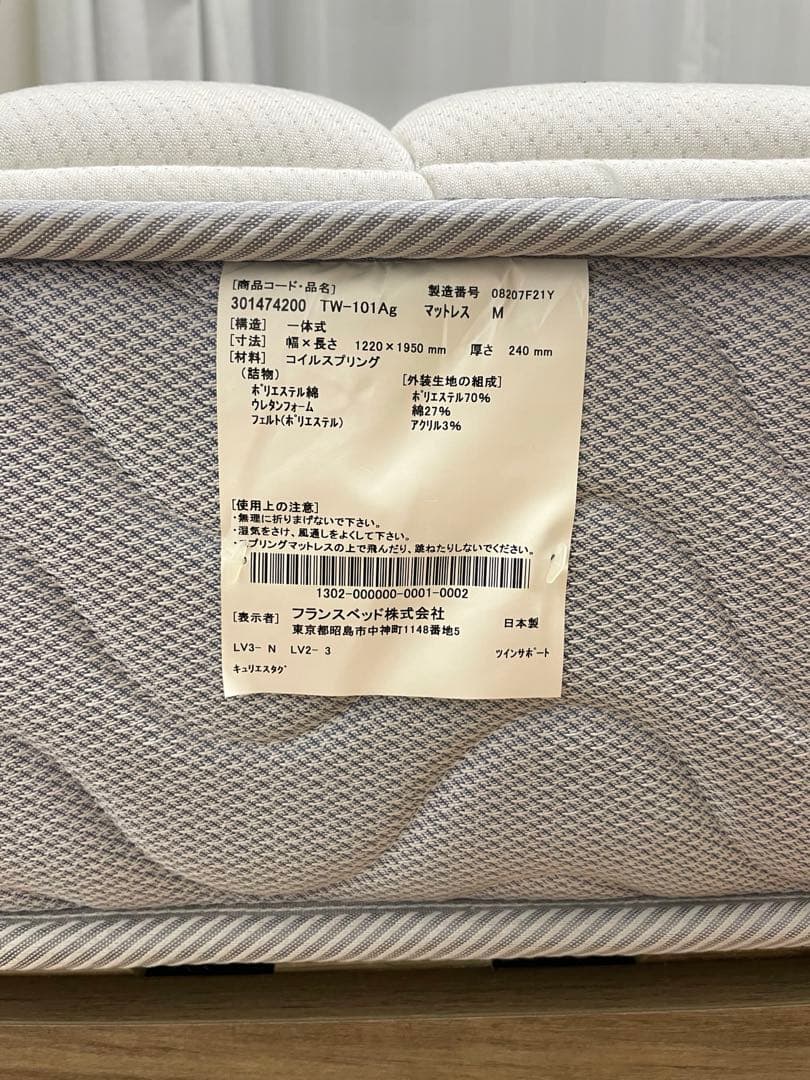 [商品コード・品名] 製造番号 08207F21Y
301474200 TW-101Ag マットレス M
[構造] 一体式
[寸法] 幅×長さ 1220×1950 mm 厚さ 240 mm
[材料] コイルスプリング
(詰物) [外装生地の組成]
ポリエステル綿 ポリエステル70%
ウレタンフォーム 綿27%
フェルト(ポリエステル) アクリル3%
[使用上の注意]
・無理に折りまげないで下さい。
・湿気をさけ、風通しをよくして下さい。
プリングマットレスの上で飛んだり、跳ねたりしないでください。
1302-000000-0001-0002
[表示者] フランスベッド株式会社 日本製
東京都昭島市中神町1148番地5
LV3- N LV2- 3 ツインサポート
キュリエスタグ